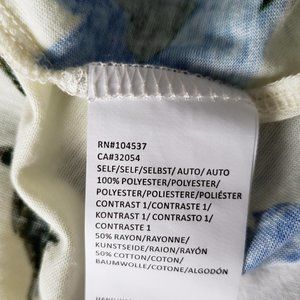 RN#104537
CA#32054
SELF/SELF/SELBST/ AUTO/ AUTO
100% POLYESTER/POLYESTER/
POLYESTER/POLIESTERE/POLIÉSTER
CONTRAST 1/CONTRASTE 1/
KONTRAST 1/ CONTRASTO 1/
CONTRASTE 1
50% RAYON/RAYONNE/
KUNSTSEIDE/RAION/RAYÓN
50% COTTON/COTON/
BAUMWOLLE/COTONE/ALGODÓN